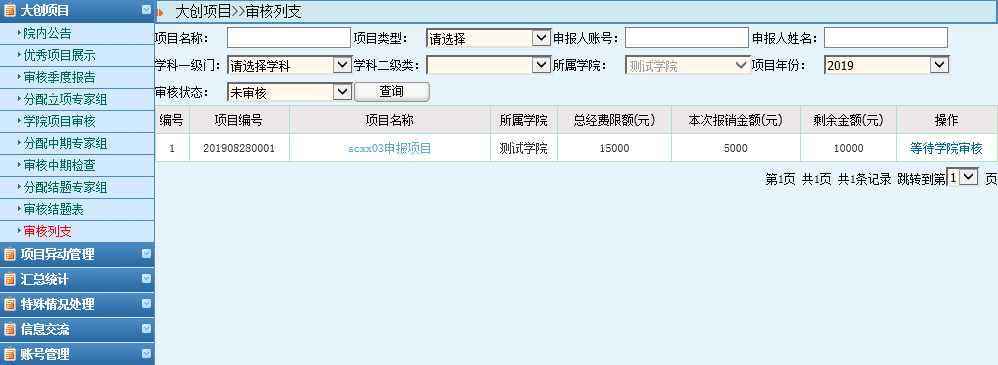 大创项目
院内公告
优秀项目展示
审核季度报告
分配立项专家组
学院项目审核
分配中期专家组
审核中期检查
分配结题专家组
审核结题表
审核列支
项目异动管理
汇总统计
特殊情况处理
信息交流
账号管理
大创项目>>审核列支
项目名称： 项目类型： 请选择 申报人账号： 申报人姓名：
学科一级门： 请选择学科 学科二级类： 所属学院： 测试学院 项目年份： 2019
审核状态： 未审核 查询
编号 项目编号 项目名称 所属学院 总经费限额(元) 本次报销金额(元) 剩余金额(元) 操作
1 201908280001 scxx03申报项目 测试学院 15000 5000 10000 等待学院审核
第1页 共1页 共1条记录 跳转到第 1 页